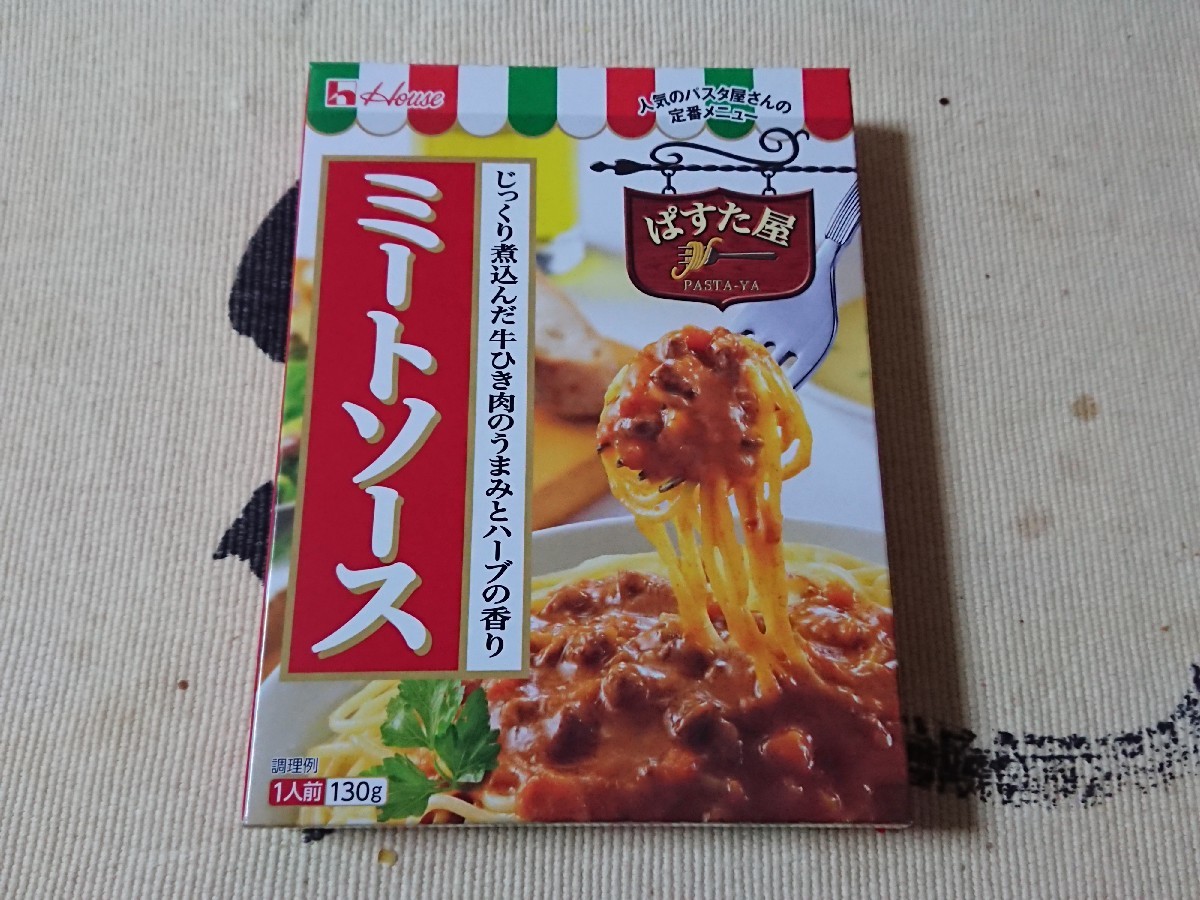 House
人気のパスタ屋さんの
定番メニュー
ぱすた屋
PASTA-YA
ミートソース
じっくり煮込んだ牛ひき肉のうまみとハーブの香り
調理例
1人前 130g